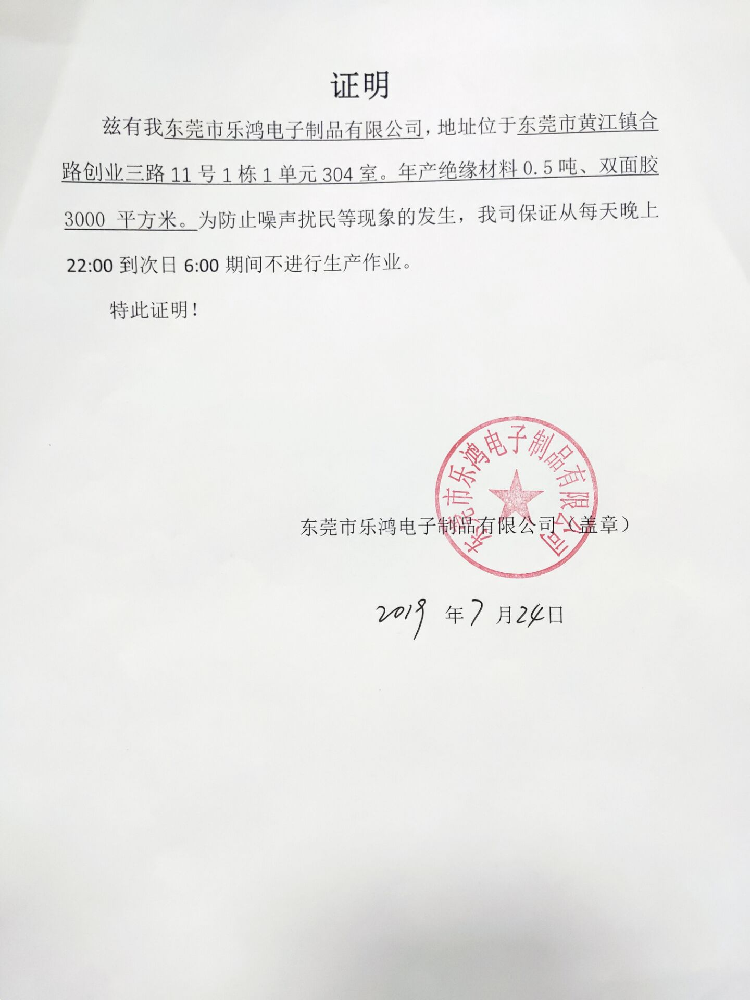 证明
兹有我东莞市乐鸿电子制品有限公司，地址位于东莞市黄江镇合
路创业三路11号1栋1单元304室。年产绝缘材料0.5吨、双面胶
3000 平方米。为防止噪声扰民等现象的发生，我司保证从每天晚上
22:00到次日6:00期间不进行生产作业。
特此证明！
东莞市乐鸿电子制品有限公司
东莞市乐鸿电子制品有限公司（盖章）
2019 年7月24日